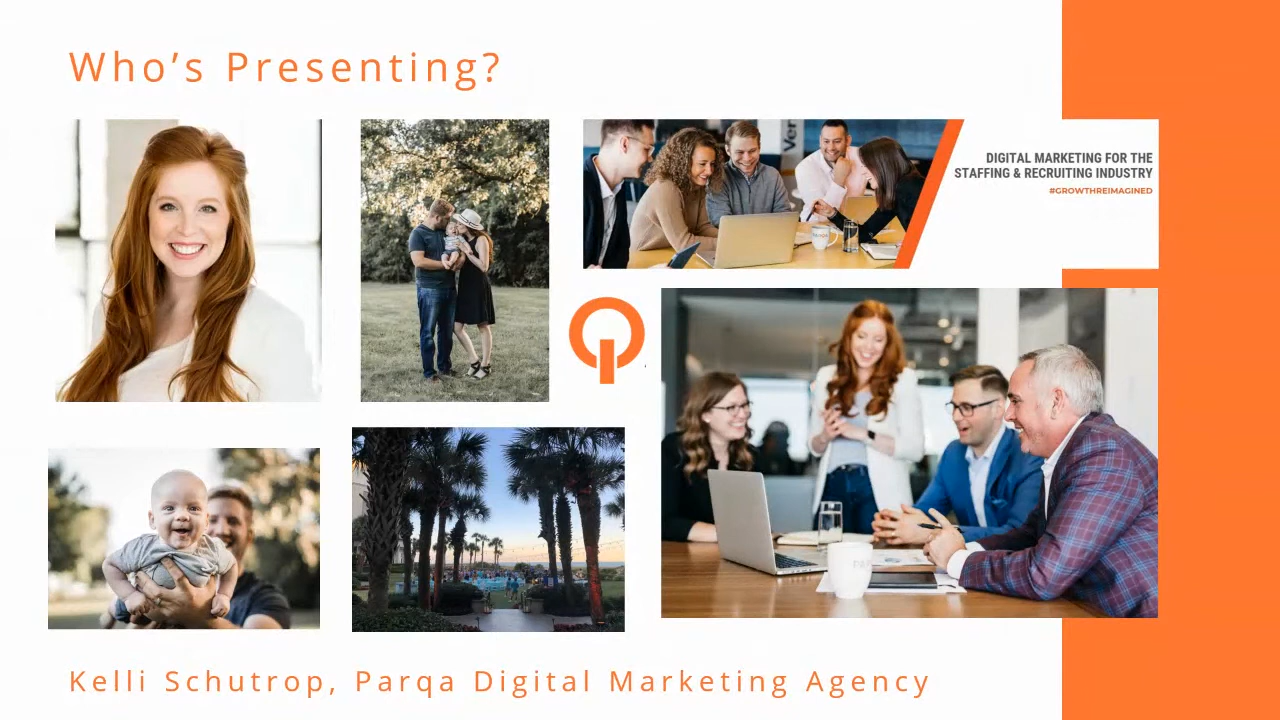 Who’s Presenting?
DIGITAL MARKETING FOR THE
STAFFING & RECRUITING INDUSTRY
#GROWTHREIMAGINED
Kelli Schutrop, Parqa Digital Marketing Agency